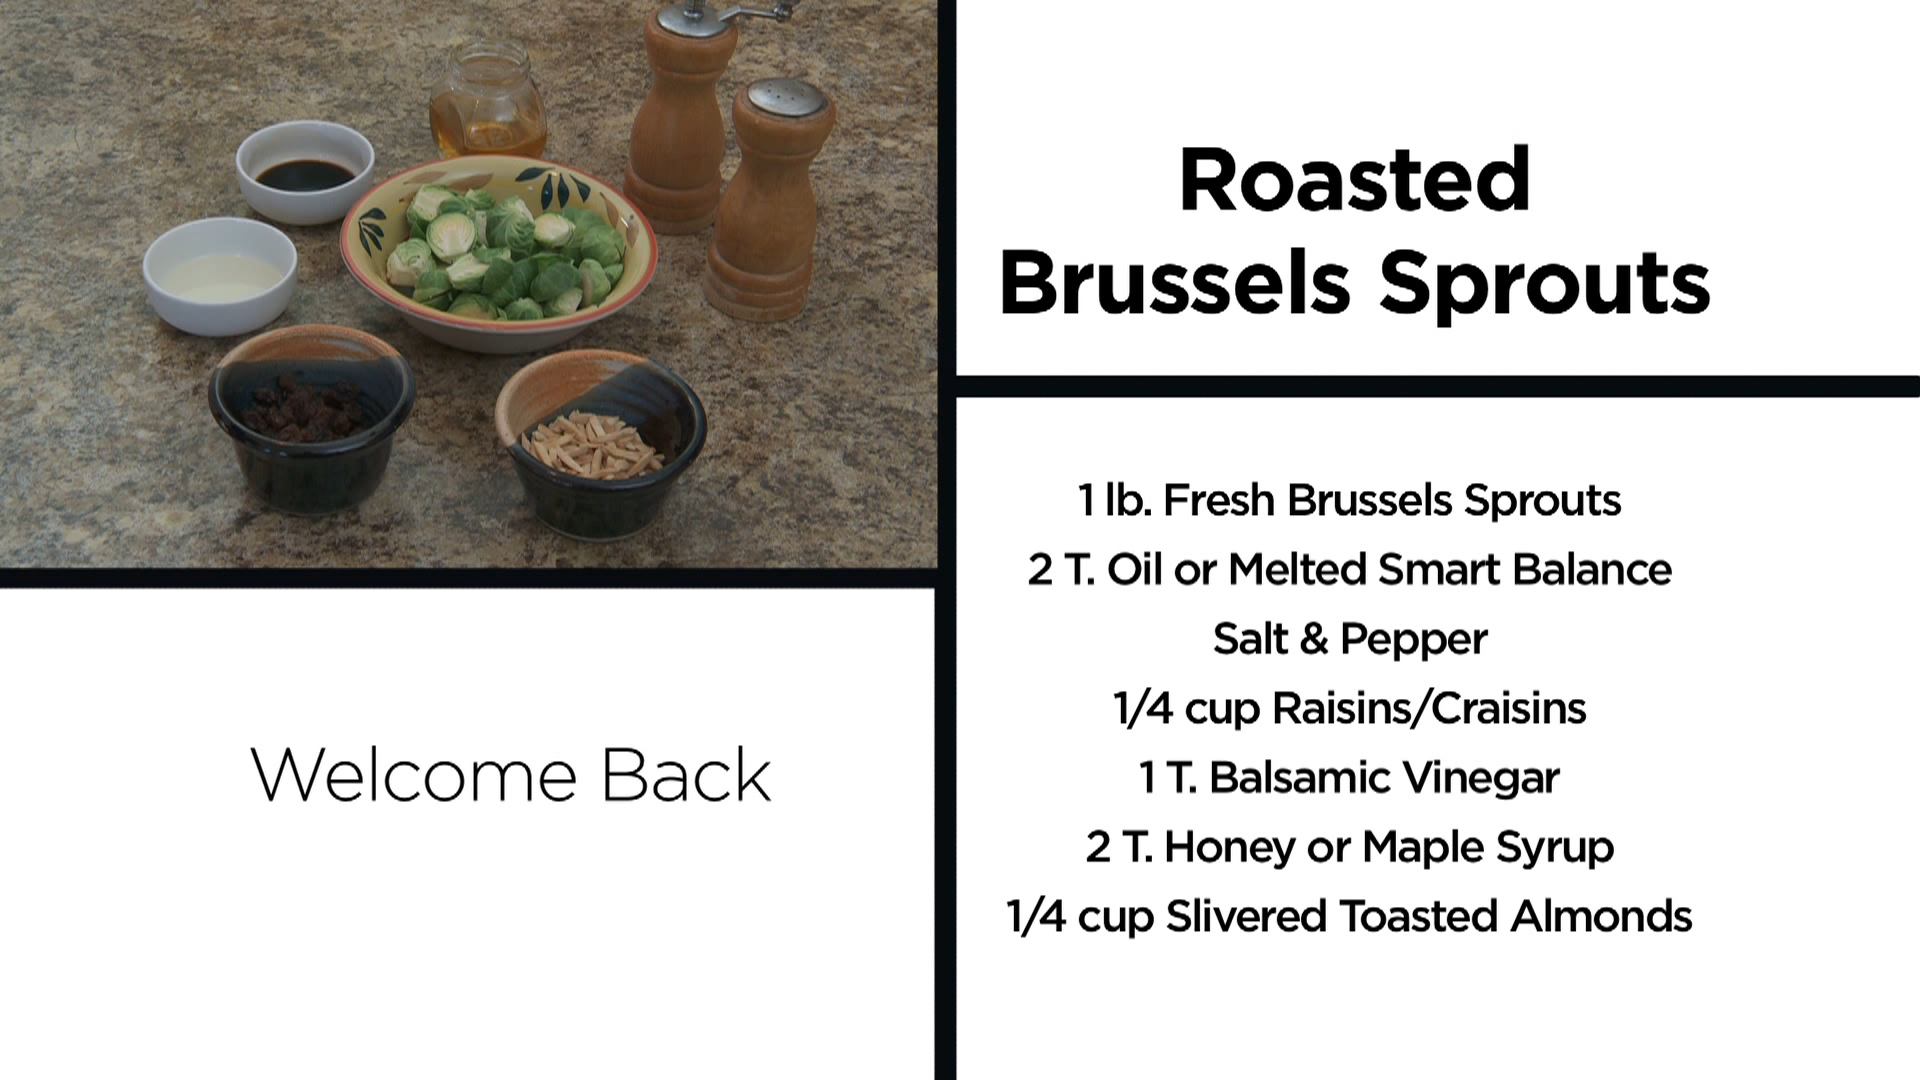 Roasted
Brussels Sprouts
1 lb. Fresh Brussels Sprouts
2 T. Oil or Melted Smart Balance
Salt & Pepper
1/4 cup Raisins/Craisins
1 T. Balsamic Vinegar
2 T. Honey or Maple Syrup
1/4 cup Slivered Toasted Almonds
Welcome Back